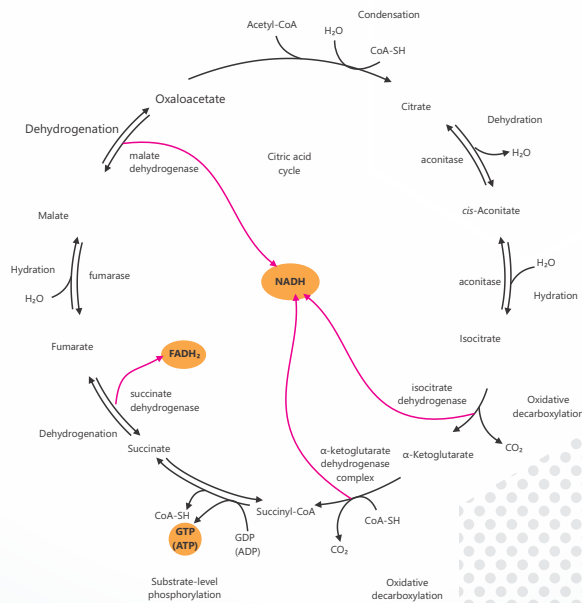 Condensation
Acetyl-CoA
H₂O
CoA-SH
Oxaloacetate
Citrate
Dehydrogenation
Dehydration
malate
dehydrogenase
Citric acid
cycle
aconitase
H₂O
Malate
cis-Aconitate
Hydration
fumarase
H₂O
NADH
aconitase
H₂O
Hydration
Fumarate
FADH₂
Isocitrate
succinate
dehydrogenase
isocitrate
dehydrogenase
Oxidative
decarboxylation
Dehydrogenation
Succinate
α-ketoglutarate
dehydrogenase
complex
α-Ketoglutarate
CO₂
CoA-SH
Succinyl-CoA
CoA-SH
GTP
(ATP)
GDP
(ADP)
CO₂
Substrate-level
phosphorylation
Oxidative
decarboxylation